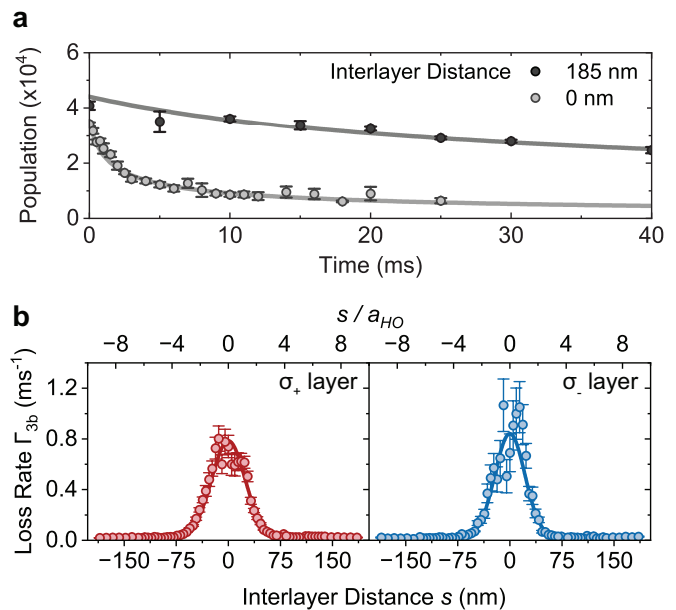 a
Interlayer Distance
185 nm
0 nm
Population (x10⁴)
6
4
2
0
0 10 20 30 40
Time (ms)
b
s / a_HO
−8 −4 0 4 8 −8 −4 0 4 8
Loss Rate Γ_3b (ms⁻¹)
1.2
0.8
0.4
0.0
σ₊ layer
σ₋ layer
−150 −75 0 75 150 −150 −75 0 75 150
Interlayer Distance s (nm)